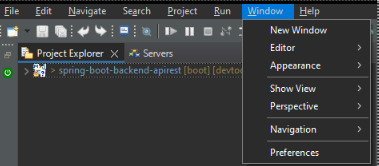 File Edit Navigate Search Project Run Window Help
Project Explorer Servers
spring-boot-backend-apirest [boot]
New Window
Editor
Appearance
Show View
Perspective
Navigation
Preferences